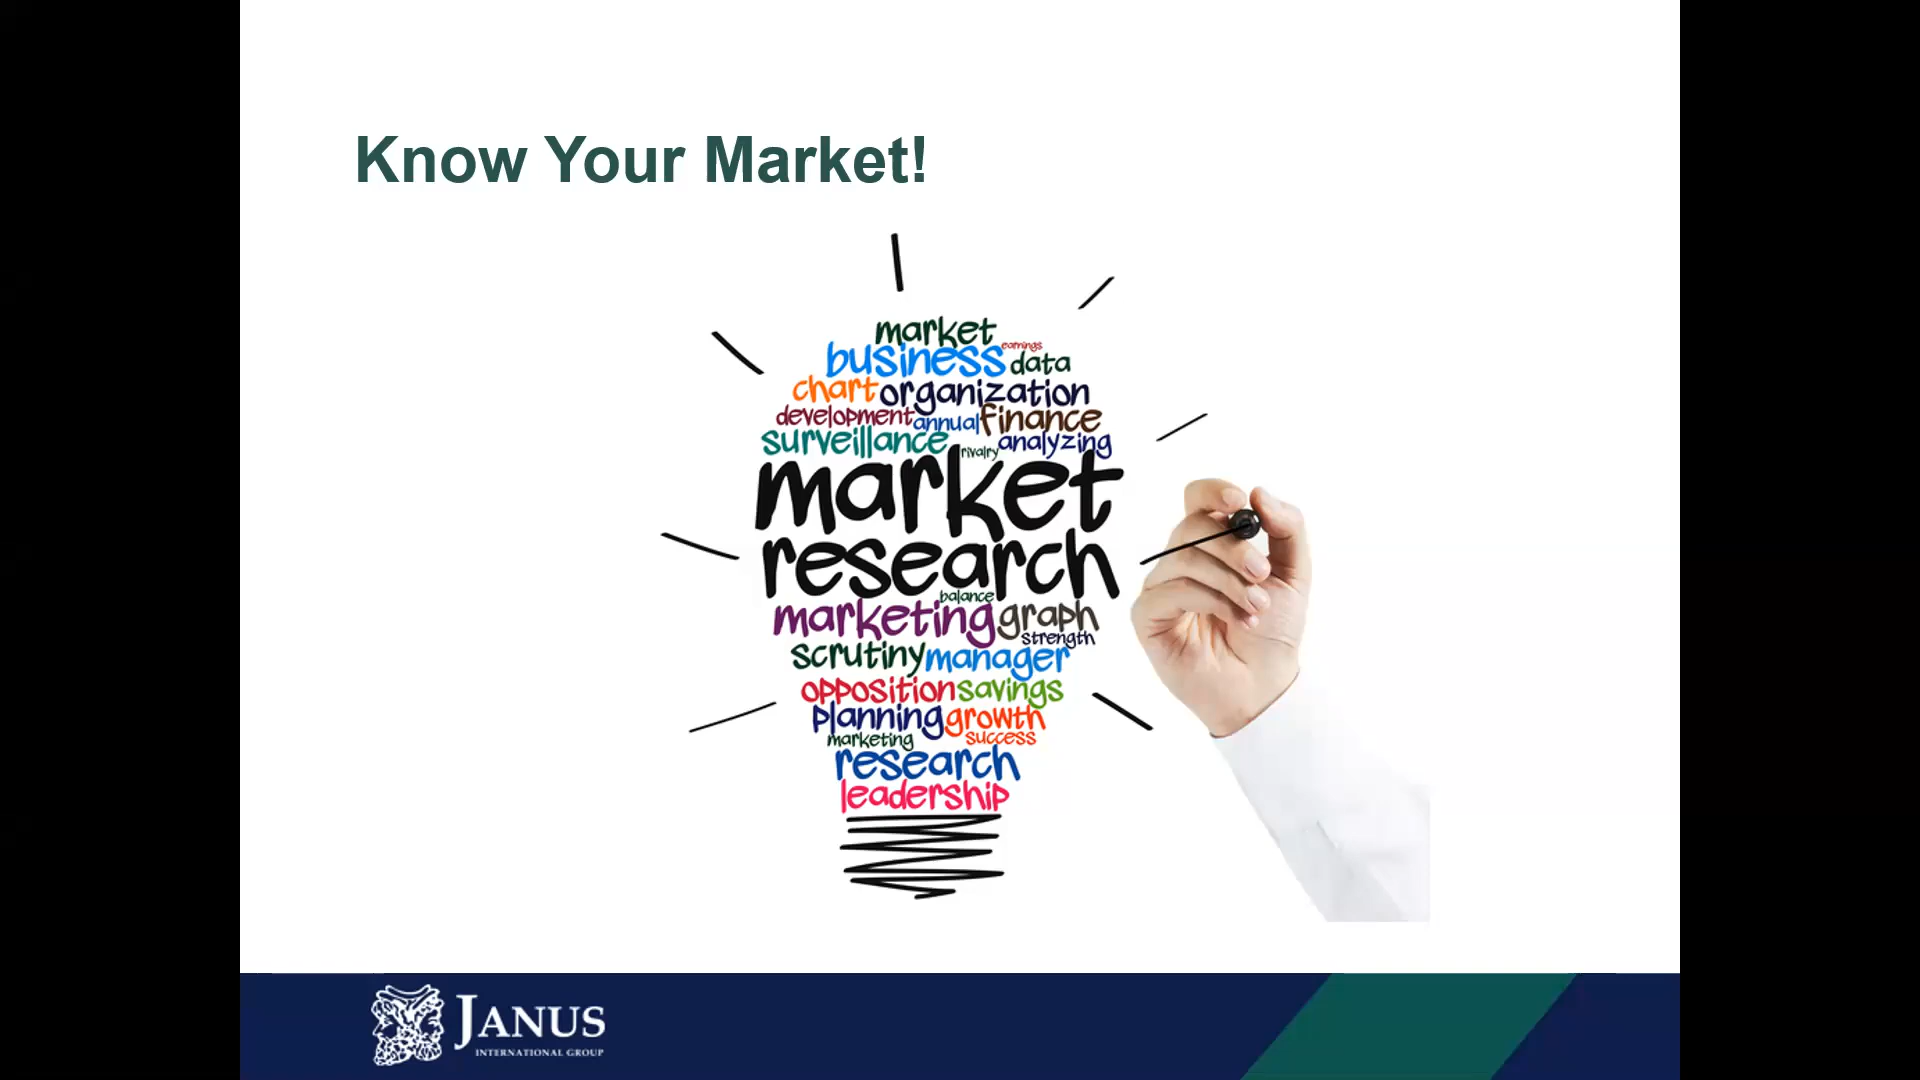 Know Your Market!
market
business earnings data
chart organization
development annual finance
surveillance rivalry analyzing
market
research
balance
marketing graph
strength
scrutiny manager
opposition savings
planning growth
marketing success
research
leadership
JANUS
INTERNATIONAL GROUP